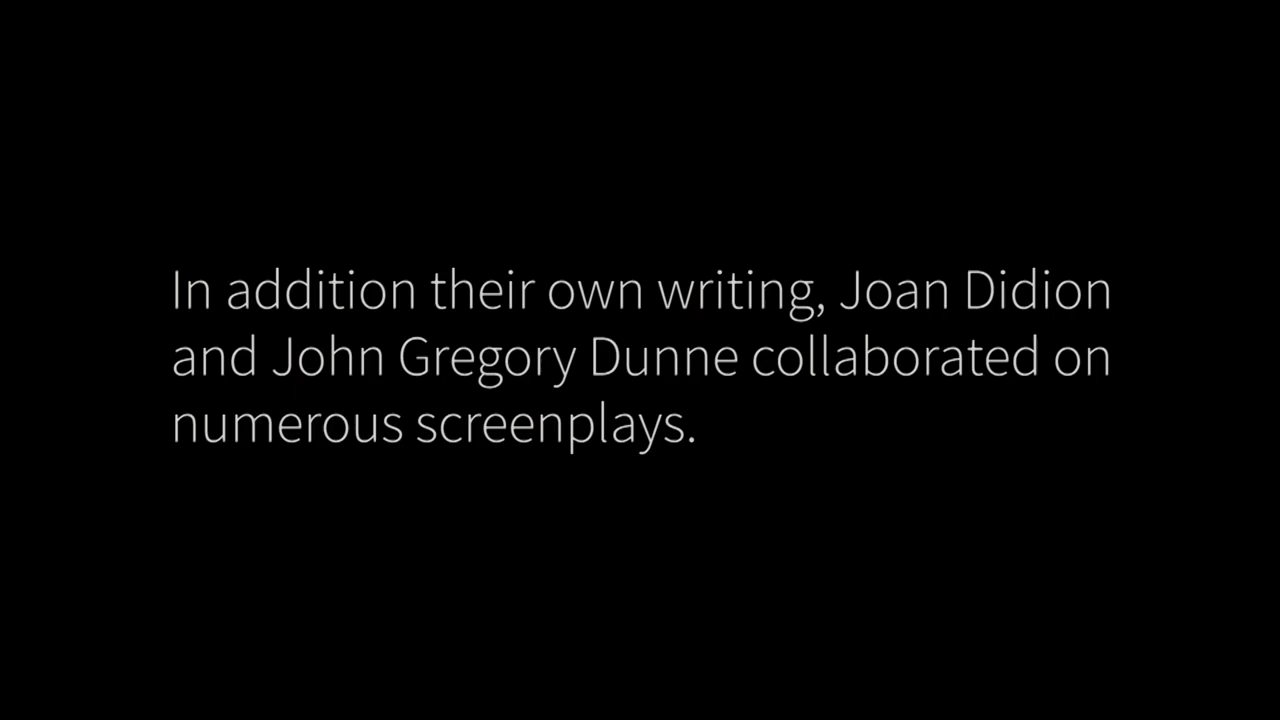 In addition their own writing, Joan Didion
and John Gregory Dunne collaborated on
numerous screenplays.